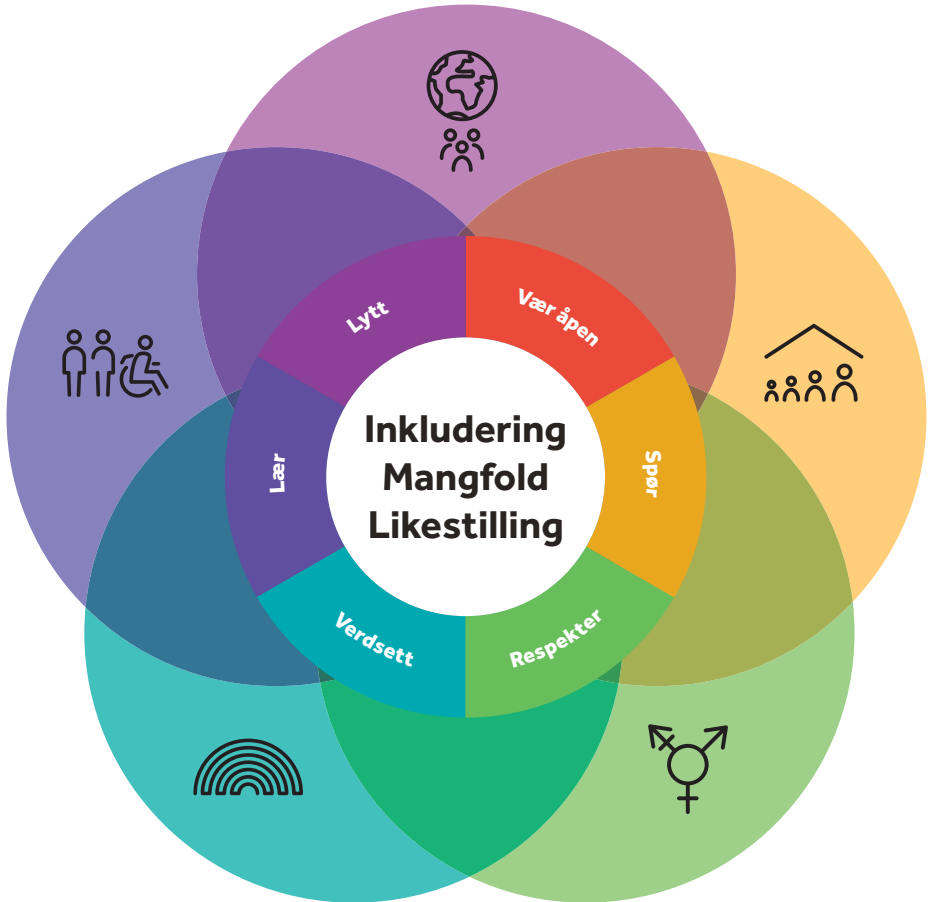 Lytt
Vær åpen
Lær
Inkludering
Mangfold
Likestilling
Spør
Verdsett
Respekter